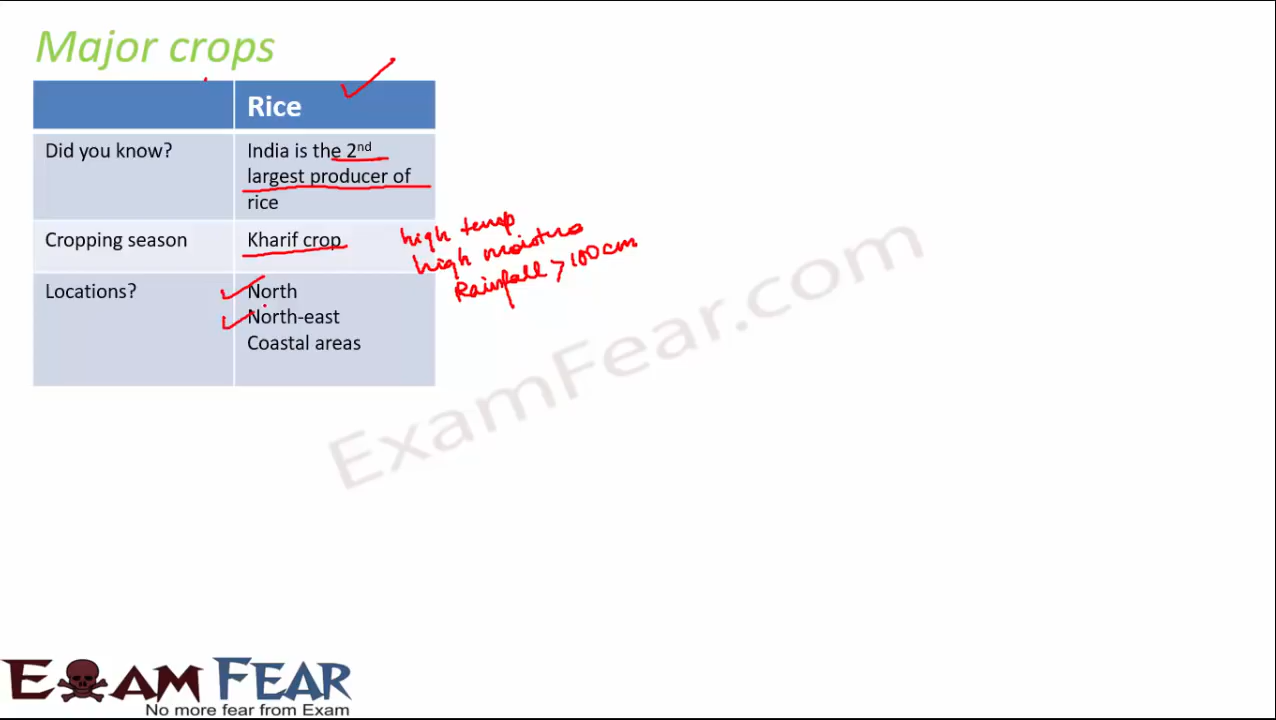 Major crops
Rice
Did you know?
India is the 2nd
largest producer of
rice
Cropping season
Kharif crop
high temp
high moisture
Rainfall > 100 cm
Locations?
North
North-east
Coastal areas
ExamFear.com
EXAM FEAR
No more fear from Exam